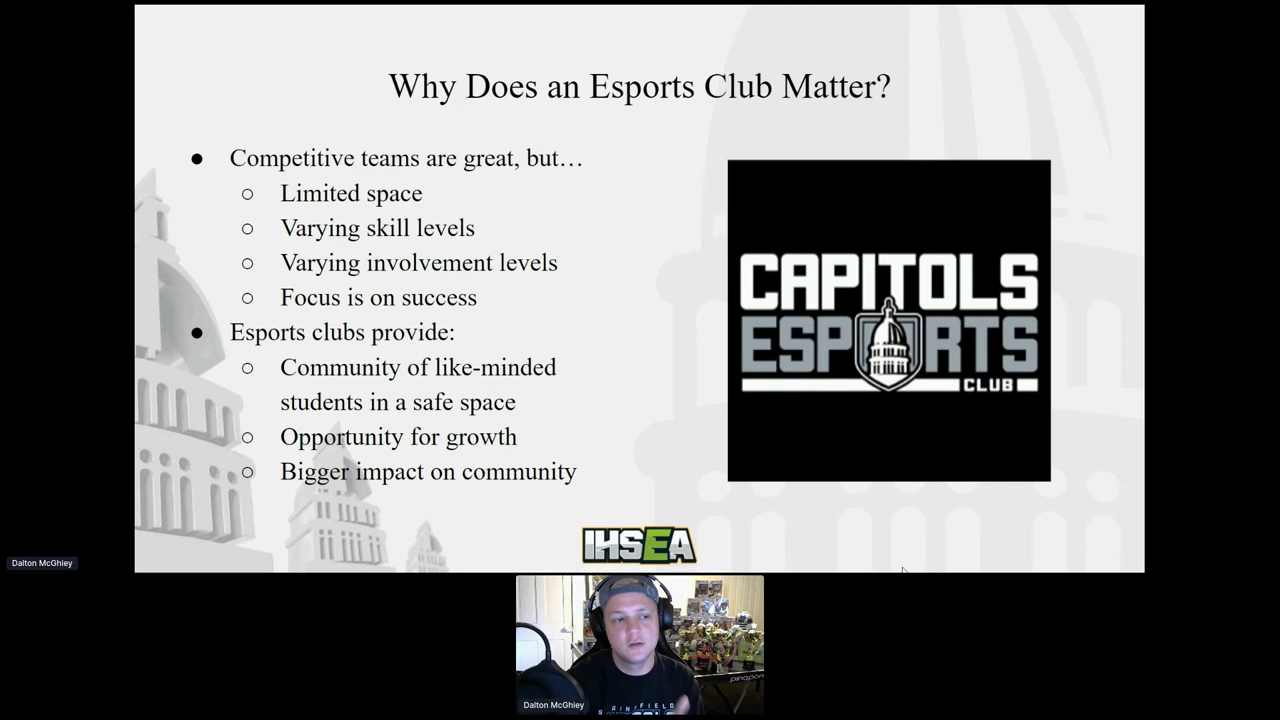 Why Does an Esports Club Matter?
● Competitive teams are great, but…
○ Limited space
○ Varying skill levels
○ Varying involvement levels
○ Focus is on success
● Esports clubs provide:
○ Community of like-minded
students in a safe space
○ Opportunity for growth
○ Bigger impact on community
CAPITOLS
ESPORTS
CLUB
IHSEA
Dalton McGhley
Dalton McGhley